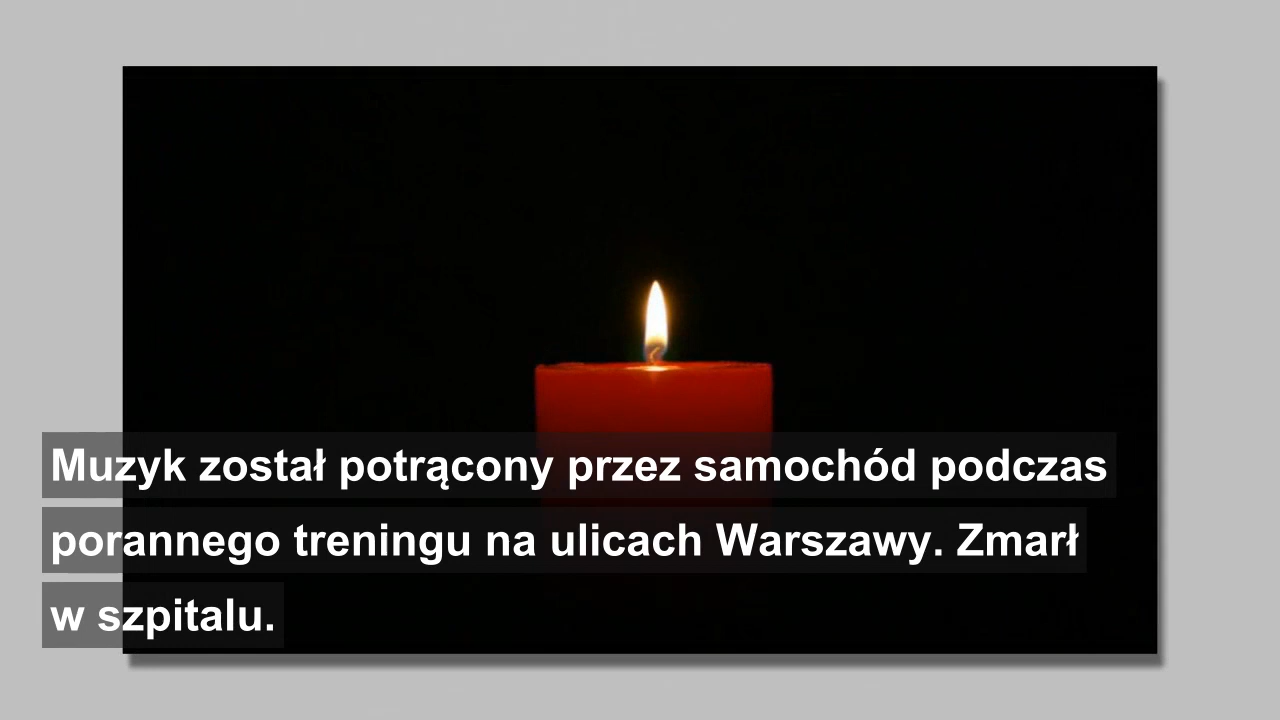 Muzyk został potrącony przez samochód podczas
porannego treningu na ulicach Warszawy. Zmarł
w szpitalu.